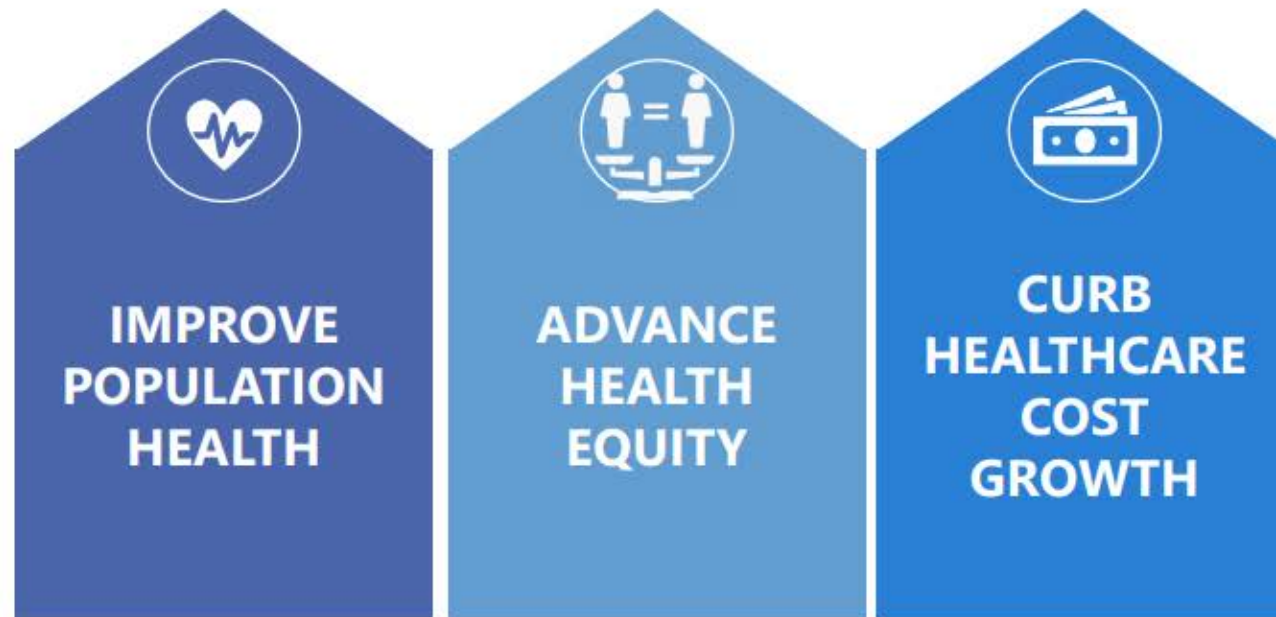 IMPROVE
POPULATION
HEALTH
ADVANCE
HEALTH
EQUITY
CURB
HEALTHCARE
COST
GROWTH